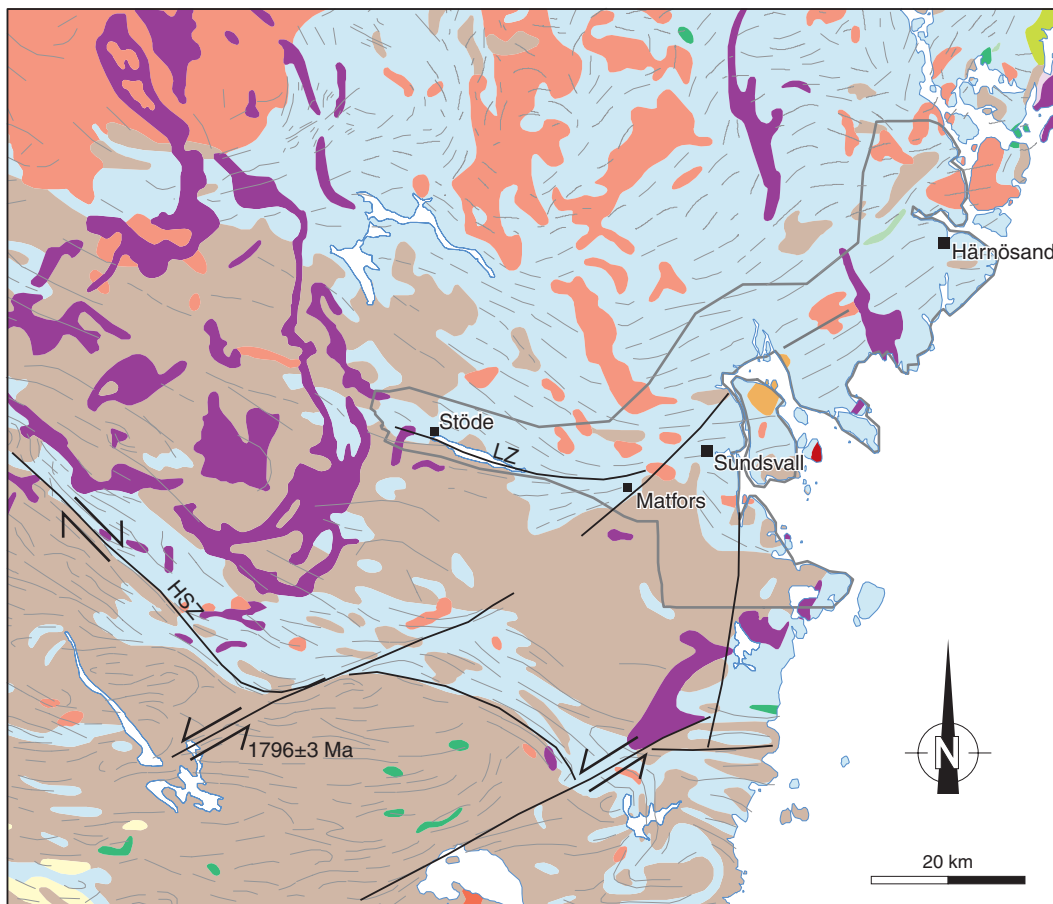 Härnösand
Stöde
LZ
Sundsvall
Matfors
HSZ
1796±3 Ma
N
20 km